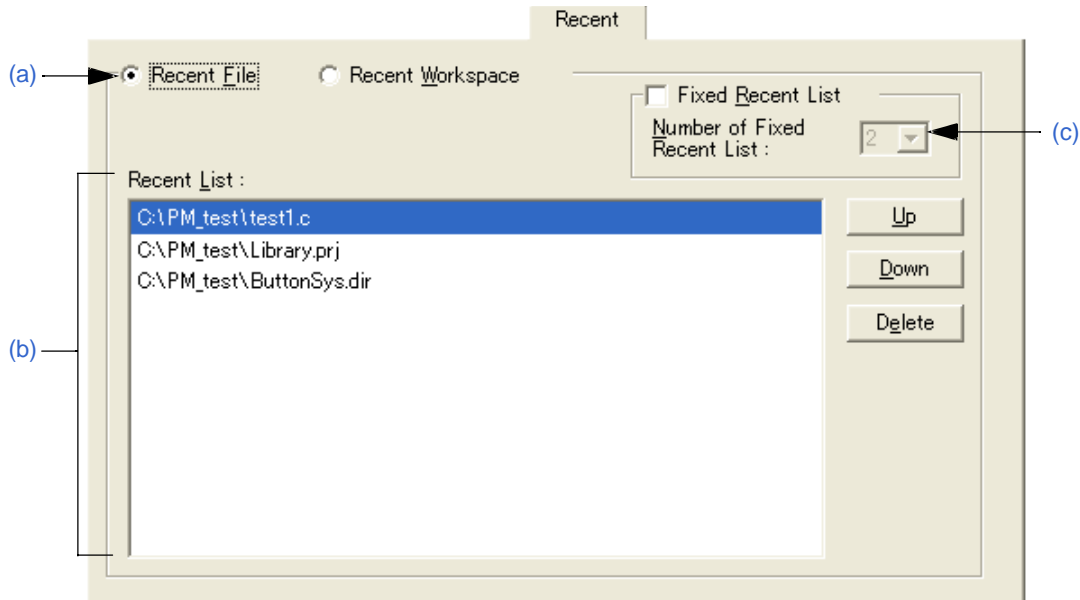 Recent
(a)
Recent File
Recent Workspace
Fixed Recent List
Number of Fixed
Recent List :
2
(c)
Recent List :
C:\PM_test\test1.c
C:\PM_test\Library.prj
C:\PM_test\ButtonSys.dir
Up
Down
Delete
(b)